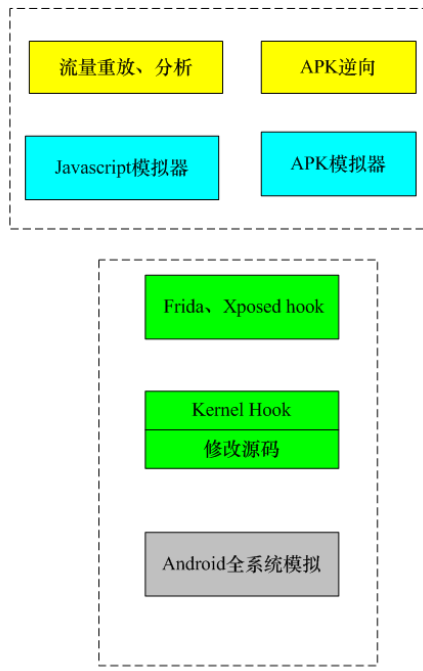 流量重放、分析
APK逆向
Javascript模拟器
APK模拟器
Frida、Xposed hook
Kernel Hook
修改源码
Android全系统模拟